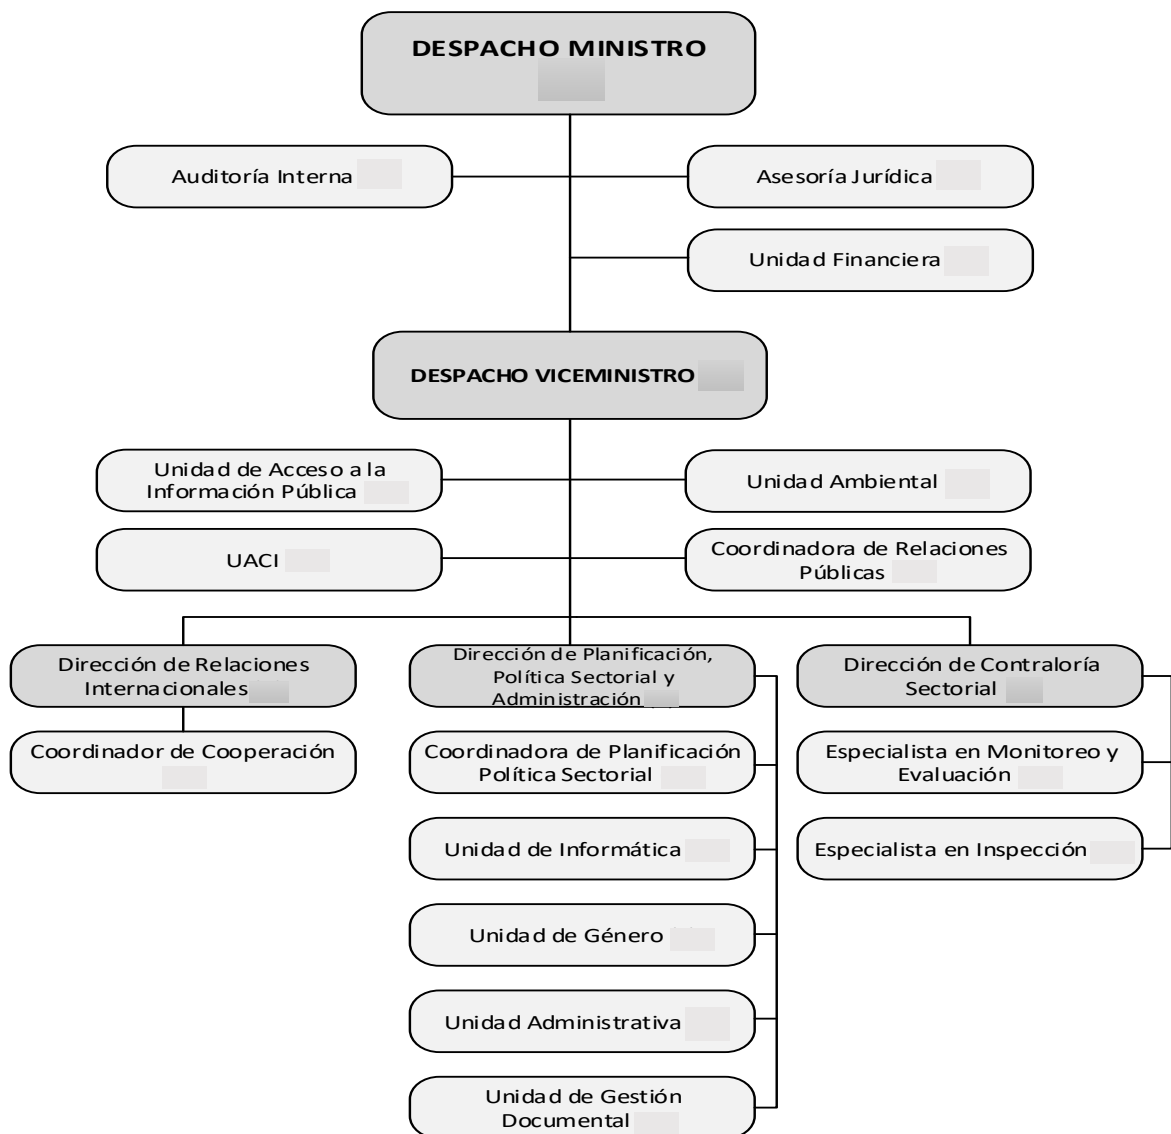 DESPACHO MINISTRO
Auditoría Interna
Asesoría Jurídica
Unidad Financiera
DESPACHO VICEMINISTRO
Unidad de Acceso a la
Información Pública
Unidad Ambiental
UACI
Coordinadora de Relaciones
Públicas
Dirección de Relaciones
Internacionales
Dirección de Planificación,
Política Sectorial y
Administración
Dirección de Contraloría
Sectorial
Coordinador de Cooperación
Coordinadora de Planificación
Política Sectorial
Especialista en Monitoreo y
Evaluación
Unidad de Informática
Especialista en Inspección
Unidad de Género
Unidad Administrativa
Unidad de Gestión
Documental